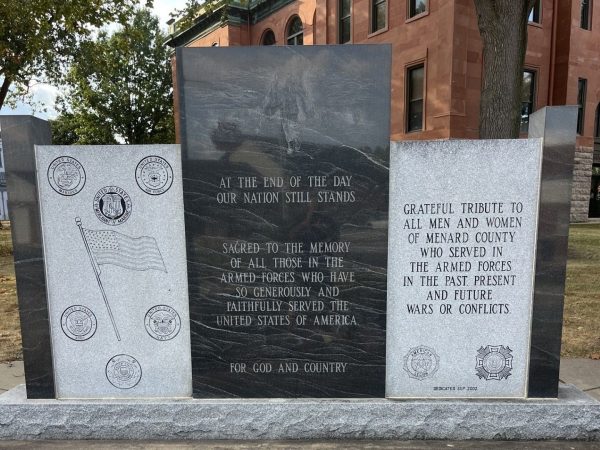 AT THE END OF THE DAY
OUR NATION STILL STANDS
SACRED TO THE MEMORY
OF ALL THOSE IN THE
ARMED FORCES WHO HAVE
SO GENEROUSLY AND
FAITHFULLY SERVED THE
UNITED STATES OF AMERICA
FOR GOD AND COUNTRY
GRATEFUL TRIBUTE TO
ALL MEN AND WOMEN
OF MENARD COUNTY
WHO SERVED IN
THE ARMED FORCES
IN THE PAST, PRESENT
AND FUTURE
WARS OR CONFLICTS.
DEDICATED 2002